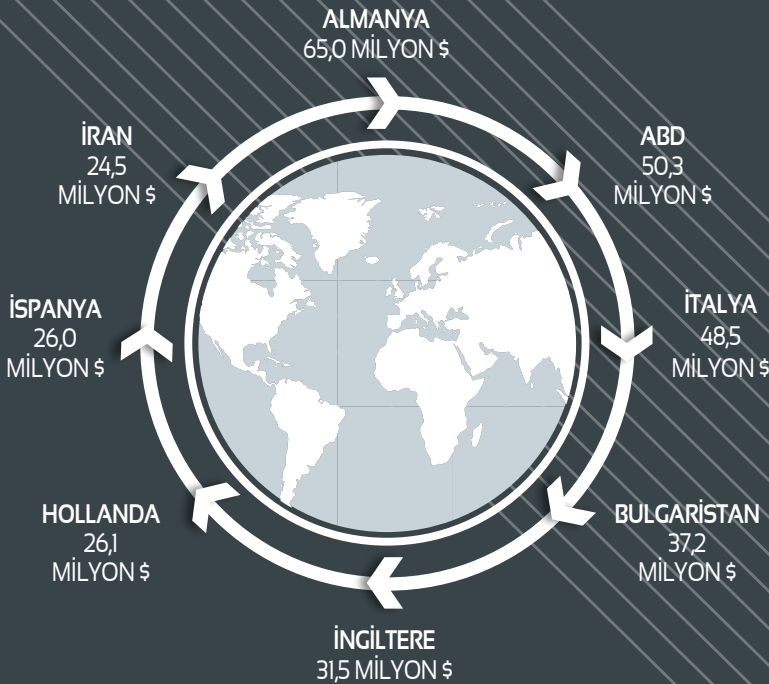 ALMANYA
65,0 MİLYON $
ABD
50,3
MİLYON $
İTALYA
48,5
MİLYON $
BULGARİSTAN
37,2
MİLYON $
İNGİLTERE
31,5 MİLYON $
HOLLANDA
26,1
MİLYON $
İSPANYA
26,0
MİLYON $
İRAN
24,5
MİLYON $